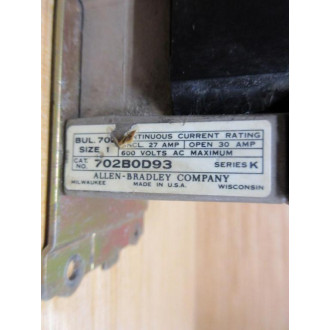 BUL. 70 CONTINUOUS CURRENT RATING
SIZE 1 ENCL. 27 AMP OPEN 30 AMP
600 VOLTS AC MAXIMUM
CAT. NO. 702B0D93 SERIES K
ALLEN-BRADLEY COMPANY
MILWAUKEE MADE IN U.S.A. WISCONSIN